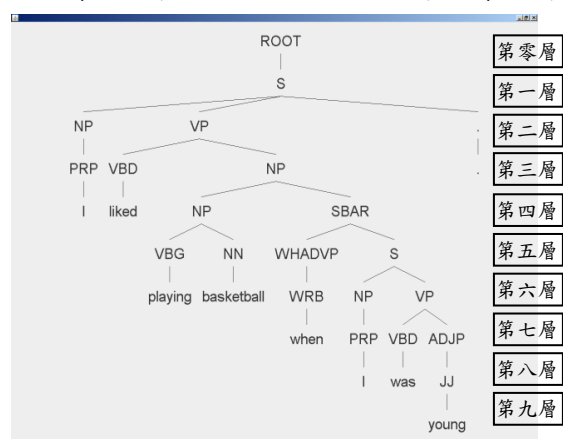 ROOT 第零層
S 第一層
NP VP . 第二層
PRP VBD NP . 第三層
I liked NP SBAR 第四層
VBG NN WHADVP S 第五層
playing basketball WRB NP VP 第六層
when PRP VBD ADJP 第七層
I was JJ 第八層
young 第九層